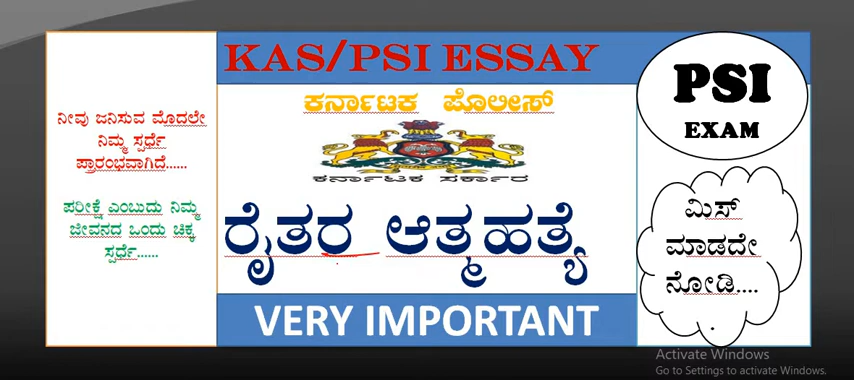 KAS/PSI ESSAY
ಕರ್ನಾಟಕ ಪೊಲೀಸ್
ಕರ್ನಾಟಕ ಸರ್ಕಾರ
ರೈತರ ಆತ್ಮಹತ್ಯೆ
VERY IMPORTANT
ನೀವು ಜನಿಸುವ ಮೊದಲೇ
ನಿಮ್ಮ ಸ್ಪರ್ಧೆ
ಪ್ರಾರಂಭವಾಗಿದೆ......
ಪರೀಕ್ಷೆ ಎಂಬುದು ನಿಮ್ಮ
ಜೀವನದ ಒಂದು ಚಿಕ್ಕ
ಸ್ಪರ್ಧೆ......
PSI
EXAM
ಮಿಸ್
ಮಾಡದೇ
ನೋಡಿ....
Activate Windows
Go to Settings to activate Windows.